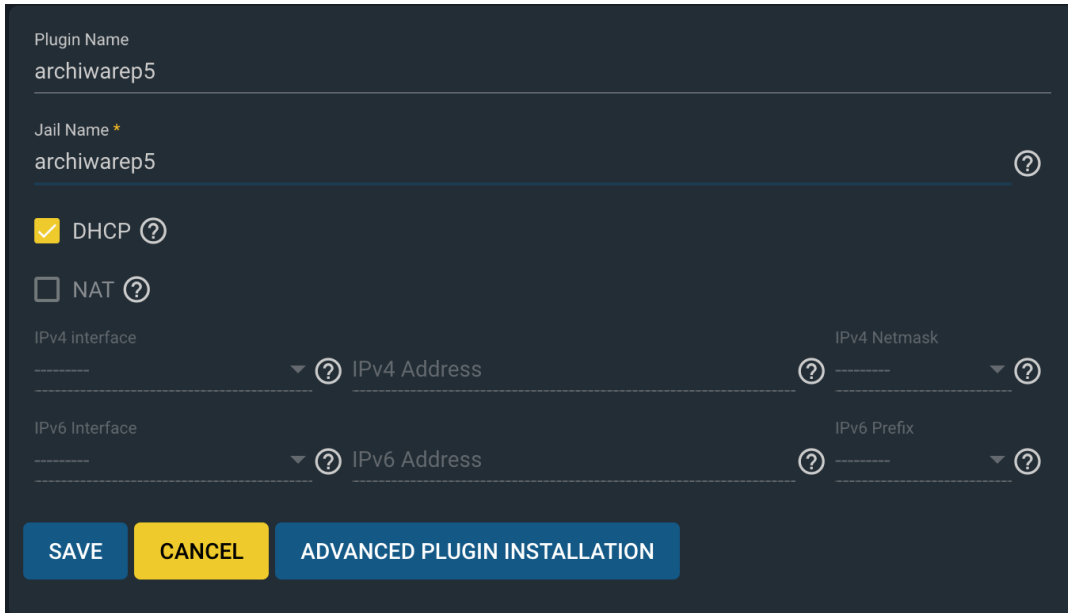 Plugin Name
archiwarep5
Jail Name *
archiwarep5
DHCP
NAT
IPv4 interface
IPv4 Netmask
---------
IPv4 Address
---------
IPv6 Interface
IPv6 Prefix
---------
IPv6 Address
---------
SAVE CANCEL ADVANCED PLUGIN INSTALLATION